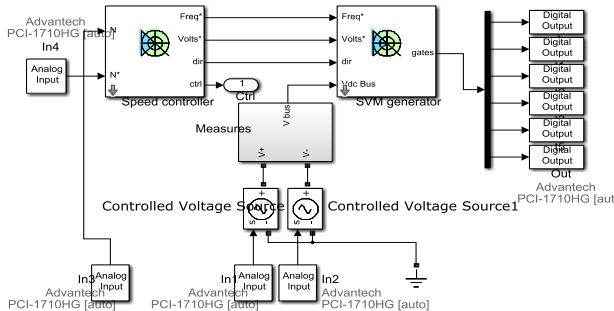 Advantech
PCI-1710HG [auto]
In4
Analog
Input
N
N*
Freq*
Volts*
dir
ctrl
Speed controller
Ctrl
Freq*
Volts*
dir
Vdc Bus
gates
SVM generator
Digital
Output
Digital
Output
Digital
Output
Digital
Output
Digital
Output
Digital
Output
Out
Advantech
PCI-1710HG [aut
Measures
V bus
V+
V-
Controlled Voltage Source
+
s
-
+
s
-
Controlled Voltage Source1
In3
Analog
Input
Advantech
PCI-1710HG [auto]
In1
Analog
Input
Advantech
PCI-1710HG [auto]
Analog
Input
In2
Advantech
PCI-1710HG [auto]